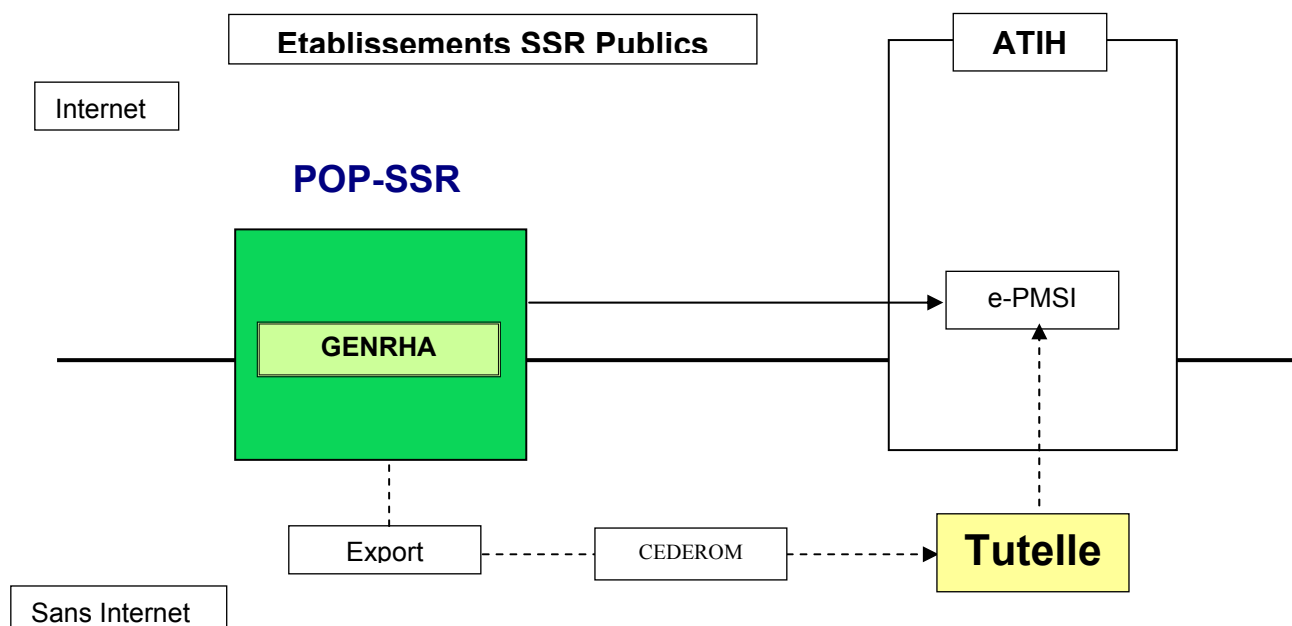 Etablissements SSR Publics
ATIH
Internet
POP-SSR
e-PMSI
GENRHA
Export
CEDEROM
Tutelle
Sans Internet